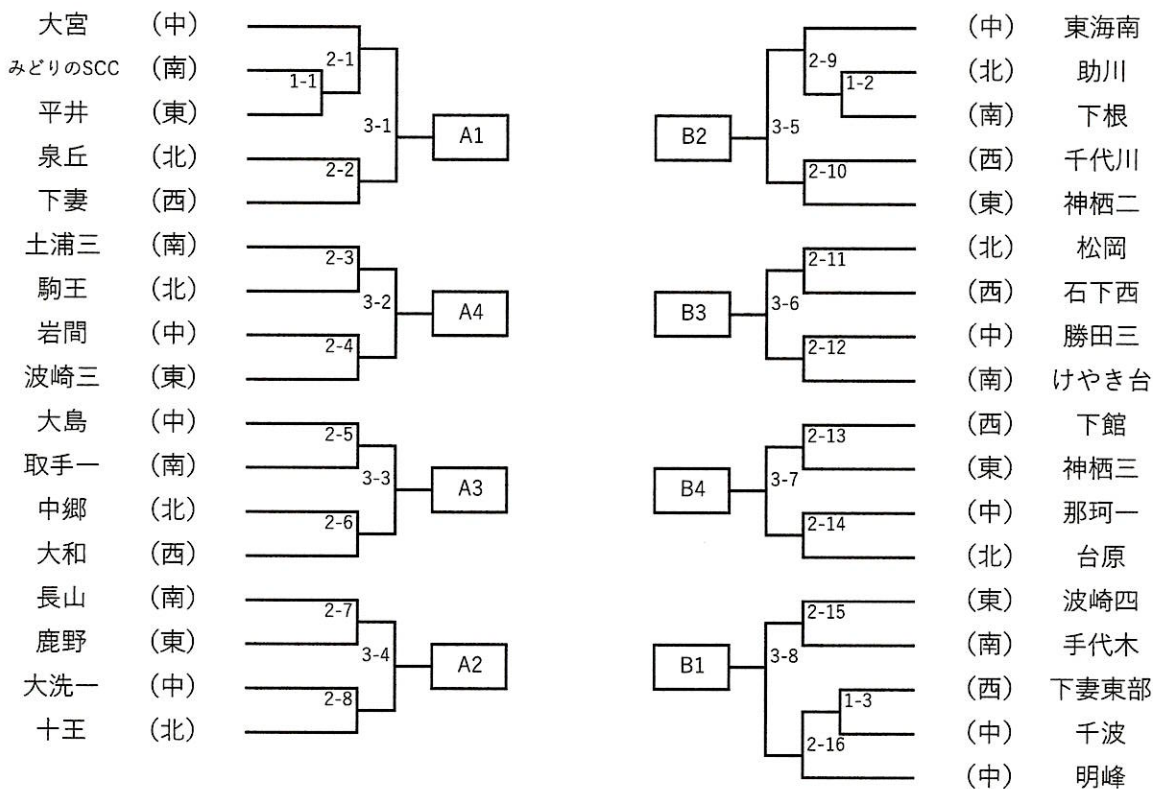 大宮 (中)
みどりのSCC (南)
平井 (東)
泉丘 (北)
下妻 (西)
土浦三 (南)
駒王 (北)
岩間 (中)
波崎三 (東)
大島 (中)
取手一 (南)
中郷 (北)
大和 (西)
長山 (南)
鹿野 (東)
大洗一 (中)
十王 (北)
1-1
2-1
2-2
2-3
2-4
2-5
2-6
2-7
2-8
3-1
3-2
3-3
3-4
A1
A4
A3
A2
B2
B3
B4
B1
3-5
3-6
3-7
3-8
2-9
1-2
2-10
2-11
2-12
2-13
2-14
2-15
1-3
2-16
(中) 東海南
(北) 助川
(南) 下根
(西) 千代川
(東) 神栖二
(北) 松岡
(西) 石下西
(中) 勝田三
(南) けやき台
(西) 下館
(東) 神栖三
(中) 那珂一
(北) 台原
(東) 波崎四
(南) 手代木
(西) 下妻東部
(中) 千波
(中) 明峰